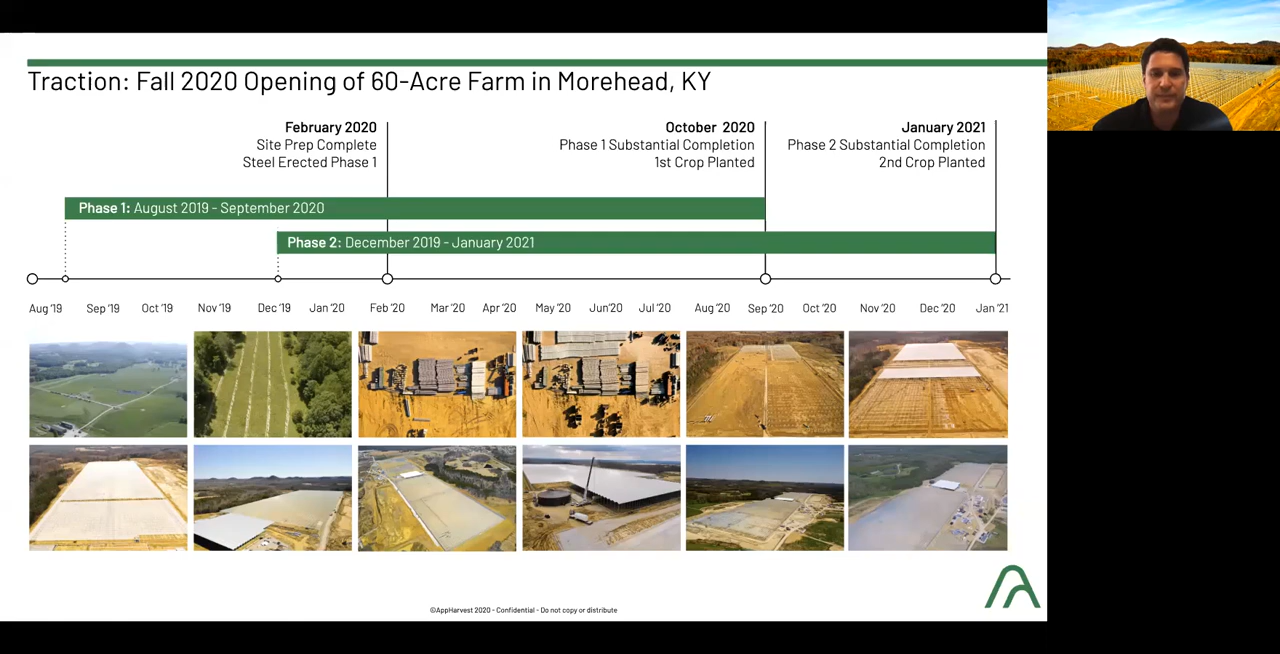 Traction: Fall 2020 Opening of 60-Acre Farm in Morehead, KY
February 2020
Site Prep Complete
Steel Erected Phase 1
October 2020
Phase 1 Substantial Completion
1st Crop Planted
January 2021
Phase 2 Substantial Completion
2nd Crop Planted
Phase 1: August 2019 - September 2020
Phase 2: December 2019 - January 2021
Aug '19 Sep '19 Oct '19 Nov '19 Dec '19 Jan '20 Feb '20 Mar '20 Apr '20 May '20 Jun'20 Jul '20 Aug '20 Sep '20 Oct '20 Nov '20 Dec '20 Jan '21
©AppHarvest 2020 - Confidential - Do not copy or distribute